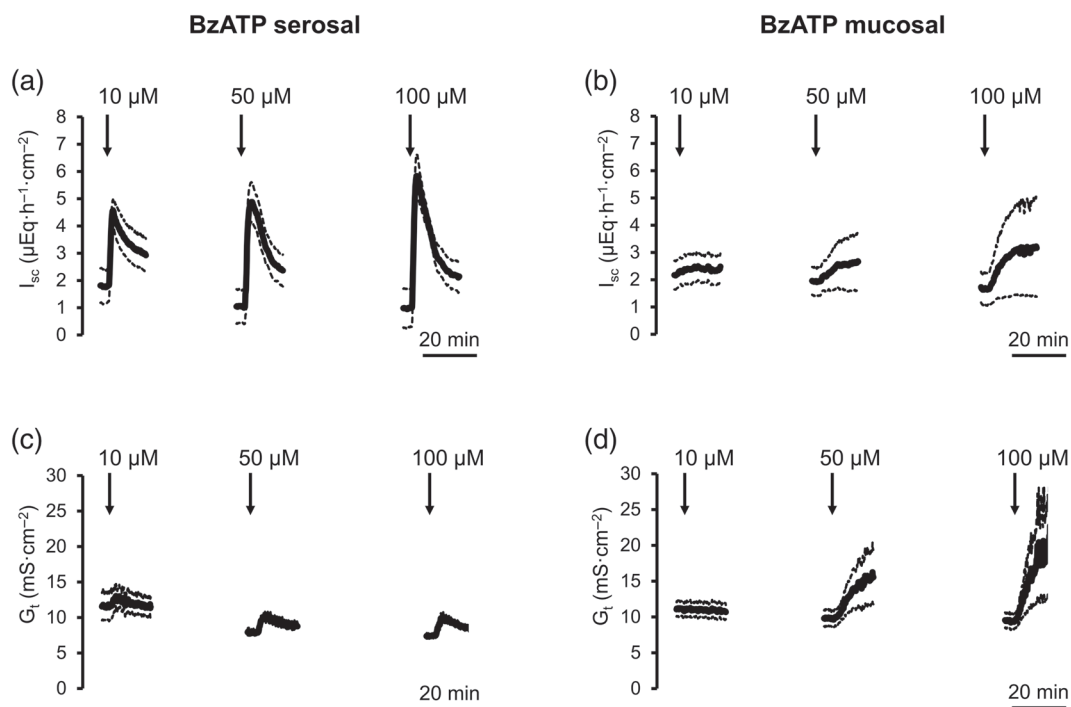 BzATP serosal
BzATP mucosal
(a)
10 µM
50 µM
100 µM
8
7
6
5
4
3
2
1
0
Isc (µEq·h⁻¹·cm⁻²)
20 min
(b)
10 µM
50 µM
100 µM
8
7
6
5
4
3
2
1
0
Isc (µEq·h⁻¹·cm⁻²)
20 min
(c)
10 µM
50 µM
100 µM
30
25
20
15
10
5
0
Gt (mS·cm⁻²)
20 min
(d)
10 µM
50 µM
100 µM
30
25
20
15
10
5
0
Gt (mS·cm⁻²)
20 min